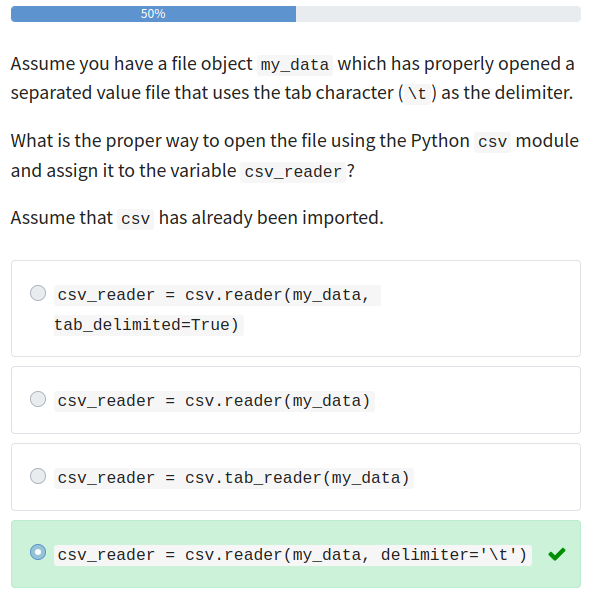 50%
Assume you have a file object my_data which has properly opened a
separated value file that uses the tab character (\t) as the delimiter.
What is the proper way to open the file using the Python csv module
and assign it to the variable csv_reader?
Assume that csv has already been imported.
csv_reader = csv.reader(my_data,
tab_delimited=True)
csv_reader = csv.reader(my_data)
csv_reader = csv.tab_reader(my_data)
csv_reader = csv.reader(my_data, delimiter='\t')